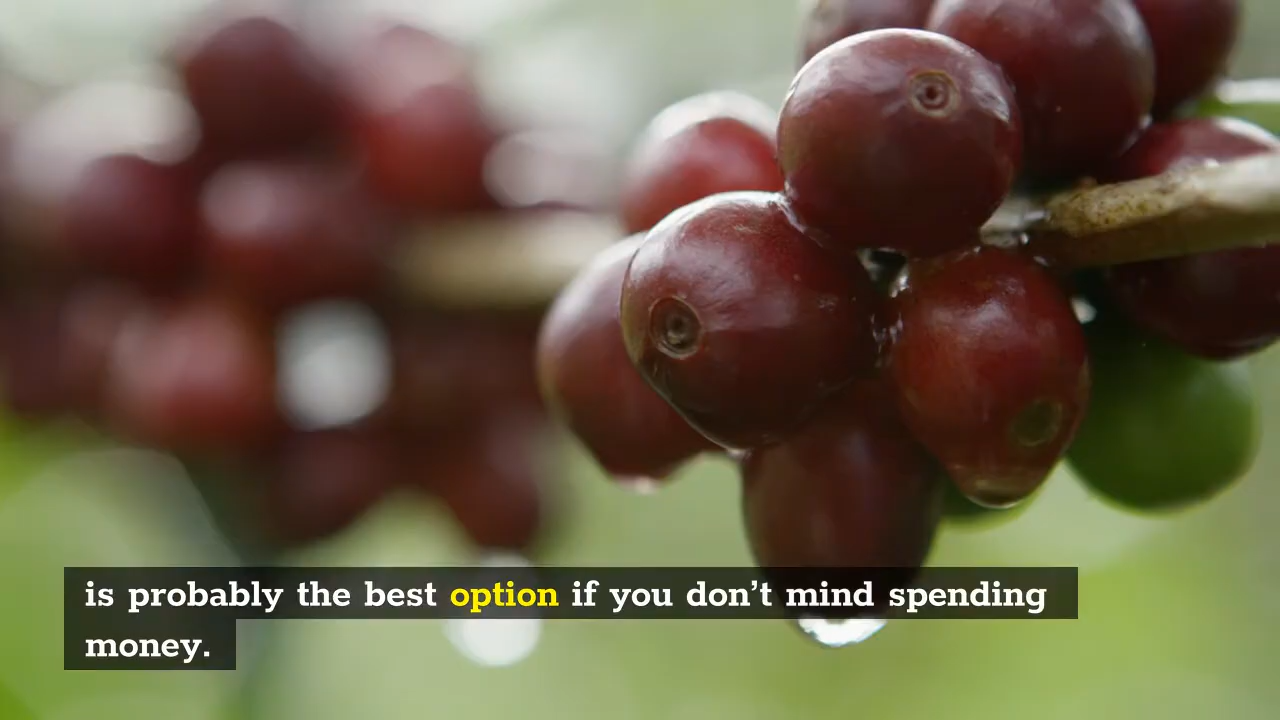 is probably the best option if you don’t mind spending
money.